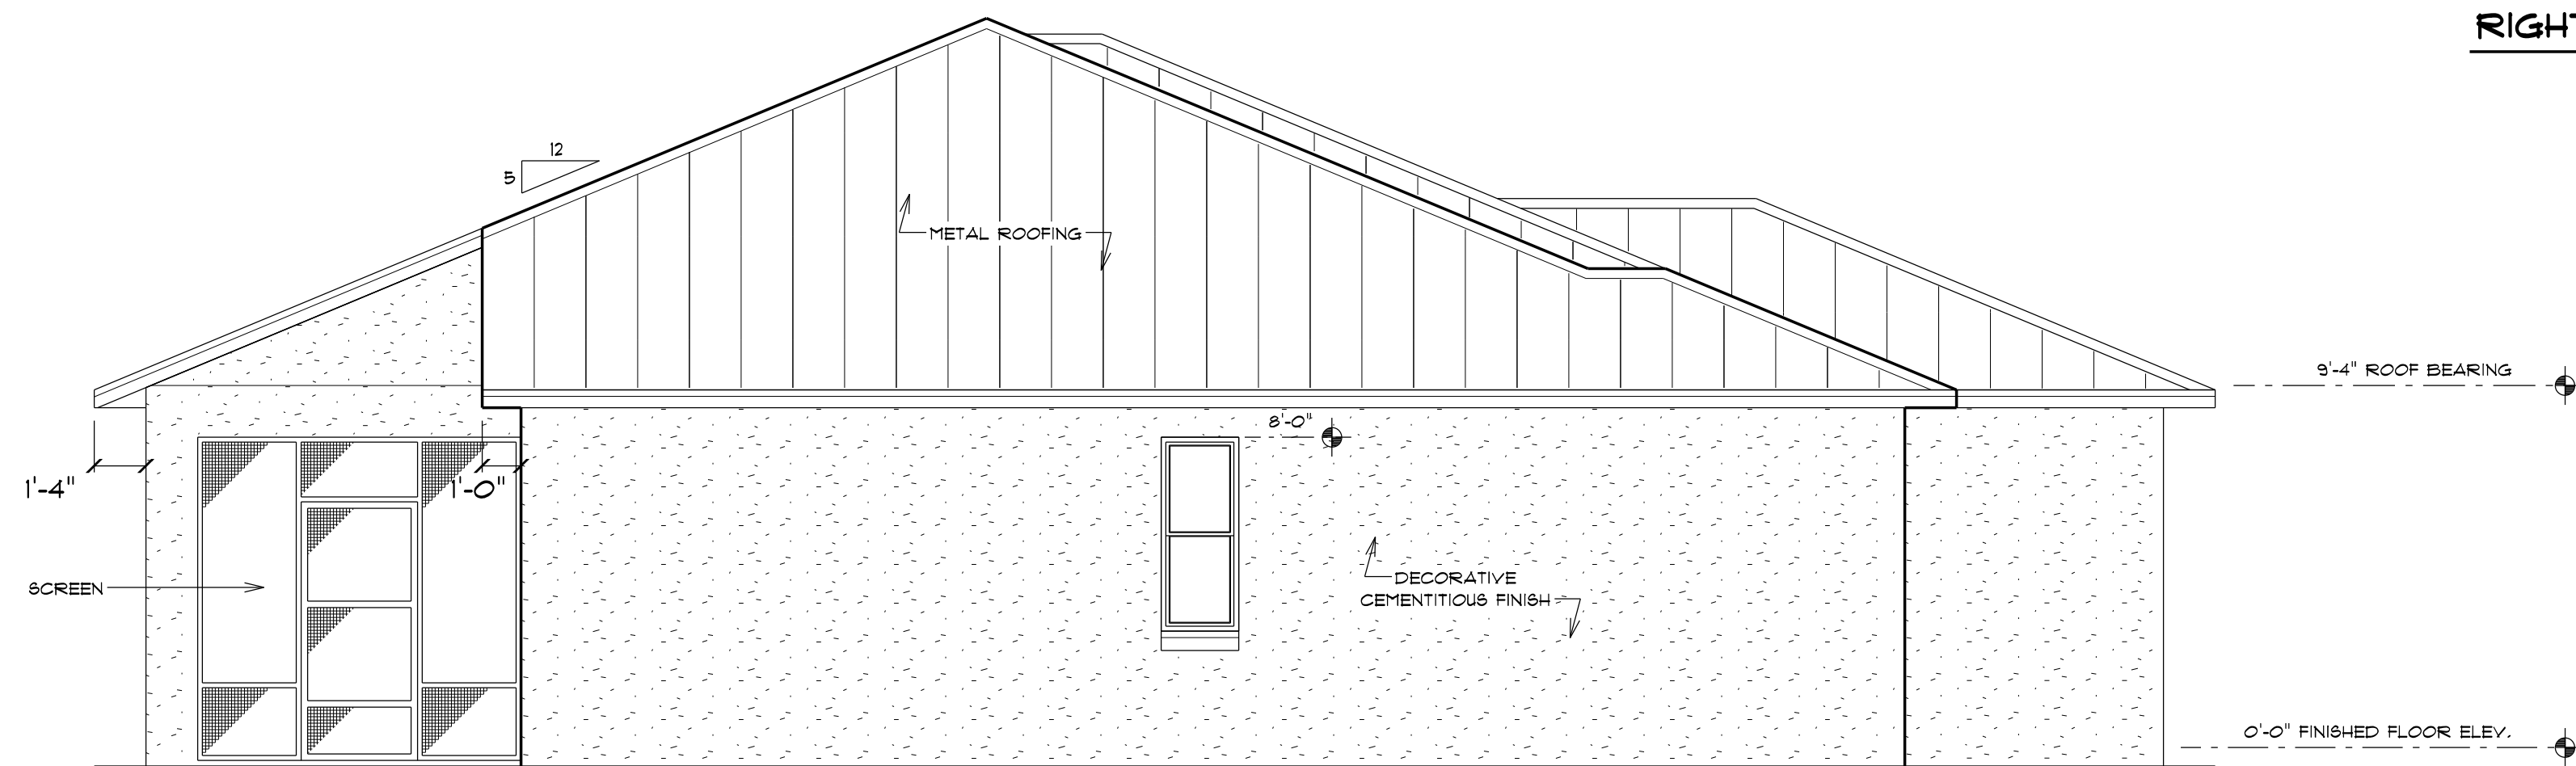 RIGHT
12
5
METAL ROOFING
9'-4" ROOF BEARING
8'-0"
1'-4"
1'-0"
DECORATIVE
CEMENTITIOUS FINISH
SCREEN
0'-0" FINISHED FLOOR ELEV.